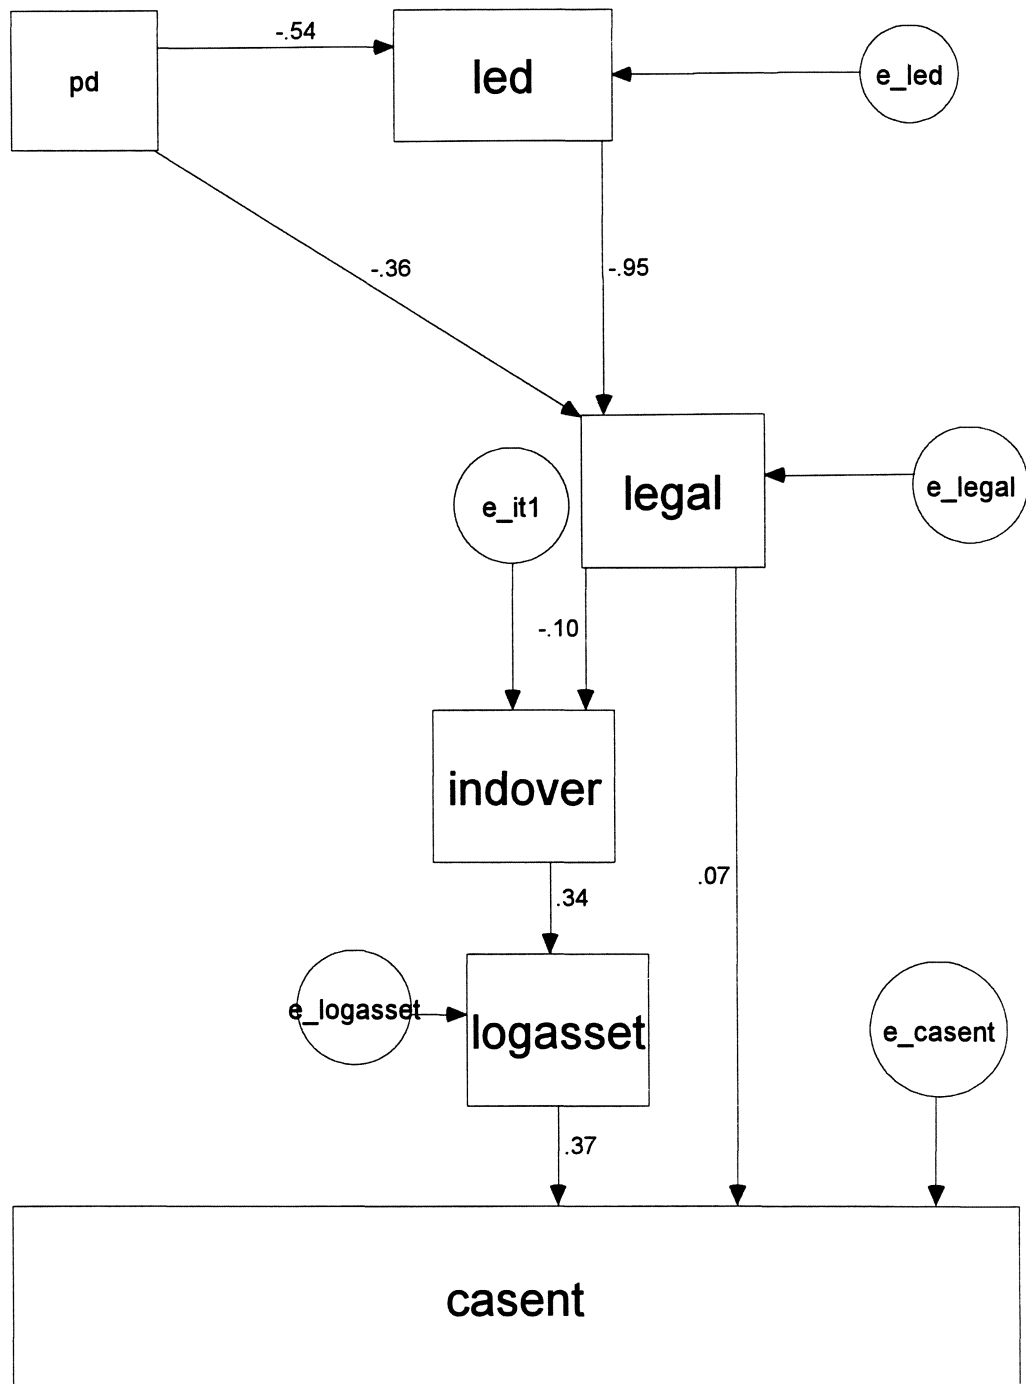 -.54
pd
led
e_led
-.36
-.95
e_it1
legal
e_legal
-.10
indover
.07
.34
e_logasset
logasset
e_casent
.37
casent